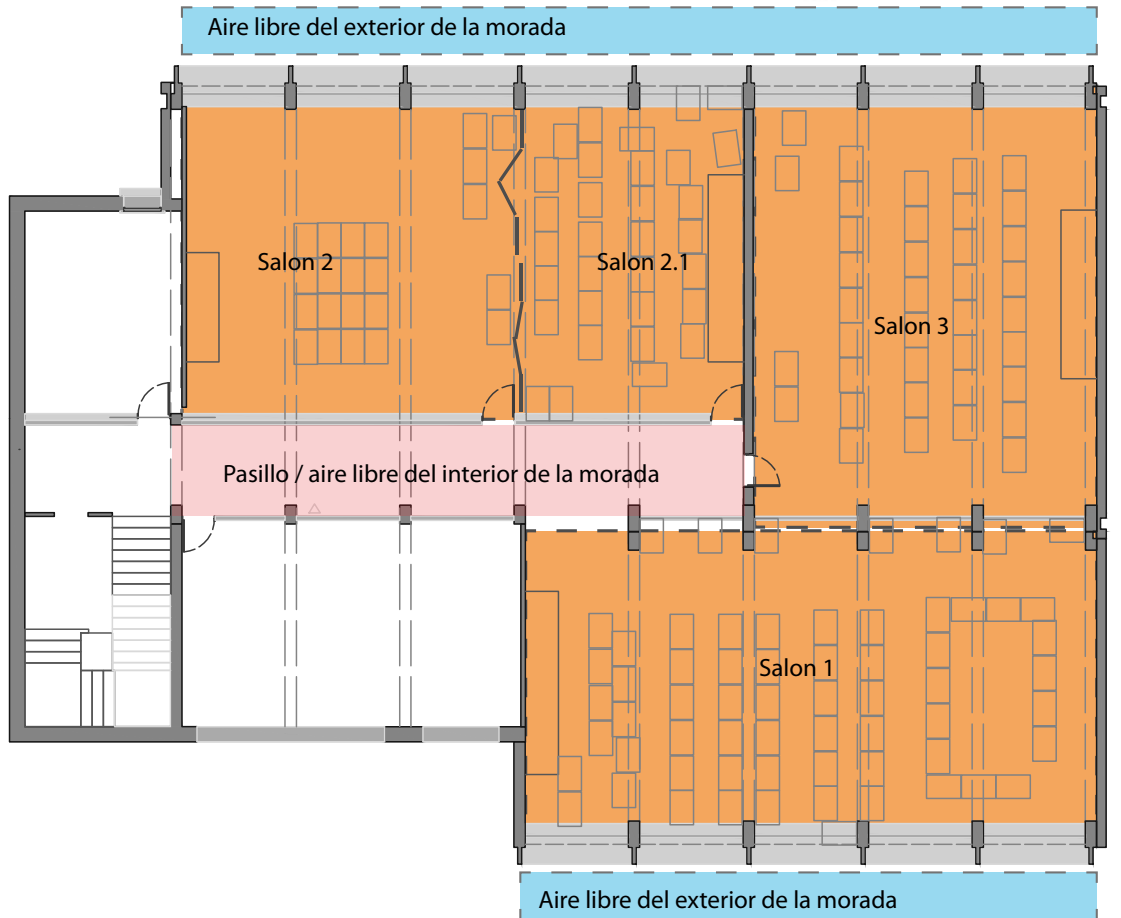 Aire libre del exterior de la morada
Salon 2
Salon 2.1
Salon 3
Pasillo / aire libre del interior de la morada
Salon 1
Aire libre del exterior de la morada